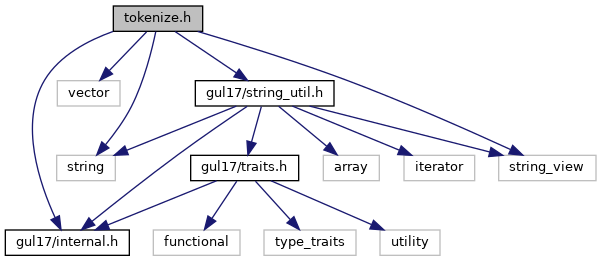 tokenize.h
vector
gul17/string_util.h
string
gul17/traits.h
array
iterator
string_view
gul17/internal.h
functional
type_traits
utility